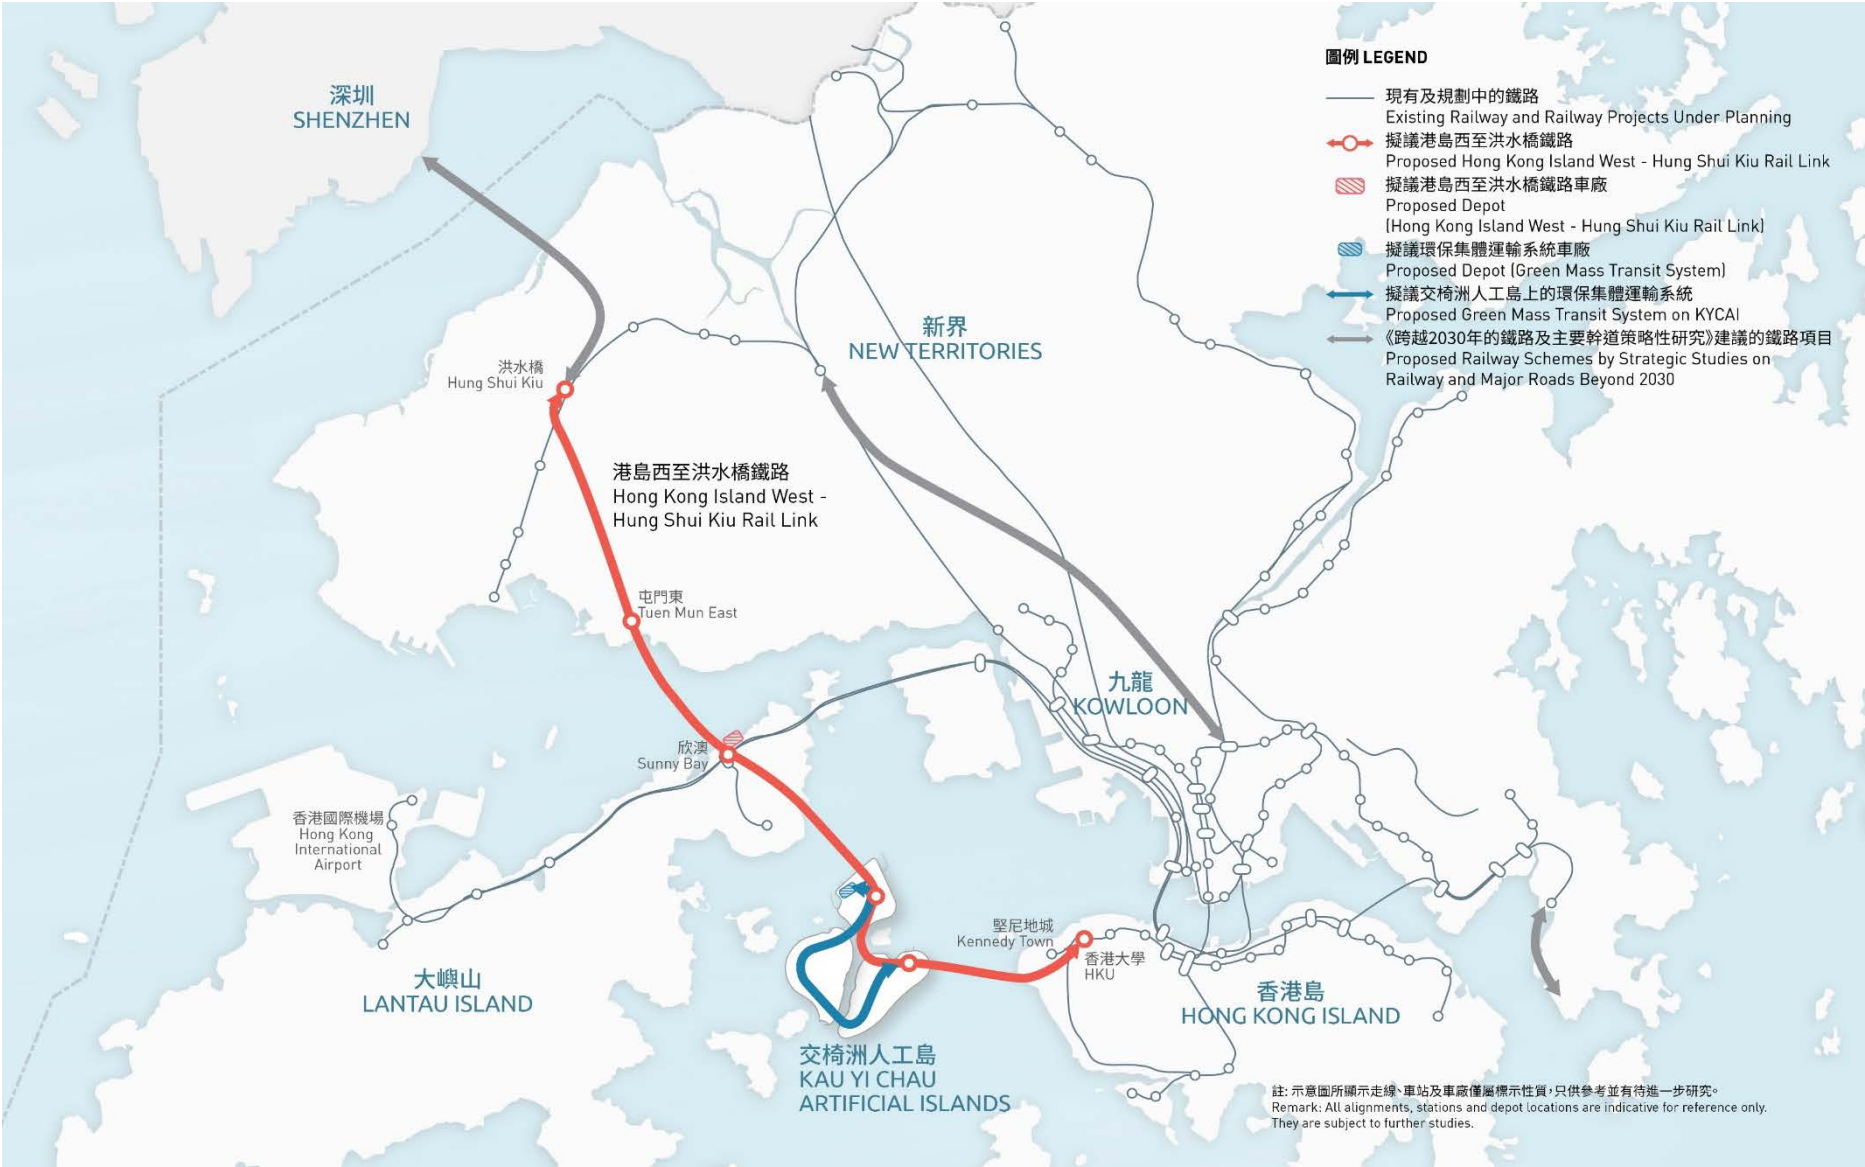 圖例 LEGEND
現有及規劃中的鐵路
Existing Railway and Railway Projects Under Planning
擬議港島西至洪水橋鐵路
Proposed Hong Kong Island West - Hung Shui Kiu Rail Link
擬議港島西至洪水橋鐵路車廠
Proposed Depot
(Hong Kong Island West - Hung Shui Kiu Rail Link)
擬議環保集體運輸系統車廠
Proposed Depot (Green Mass Transit System)
擬議交椅洲人工島上的環保集體運輸系統
Proposed Green Mass Transit System on KYCAI
《跨越2030年的鐵路及主要幹道策略性研究》建議的鐵路項目
Proposed Railway Schemes by Strategic Studies on
Railway and Major Roads Beyond 2030
深圳
SHENZHEN
新界
NEW TERRITORIES
洪水橋
Hung Shui Kiu
港島西至洪水橋鐵路
Hong Kong Island West -
Hung Shui Kiu Rail Link
屯門東
Tuen Mun East
九龍
KOWLOON
欣澳
Sunny Bay
香港國際機場
Hong Kong
International
Airport
堅尼地城
Kennedy Town
香港大學
HKU
大嶼山
LANTAU ISLAND
香港島
HONG KONG ISLAND
交椅洲人工島
KAU YI CHAU
ARTIFICIAL ISLANDS
註: 示意圖所顯示走線、車站及車廠僅屬標示性質,只供參考並有待進一步研究。
Remark: All alignments, stations and depot locations are indicative for reference only.
They are subject to further studies.